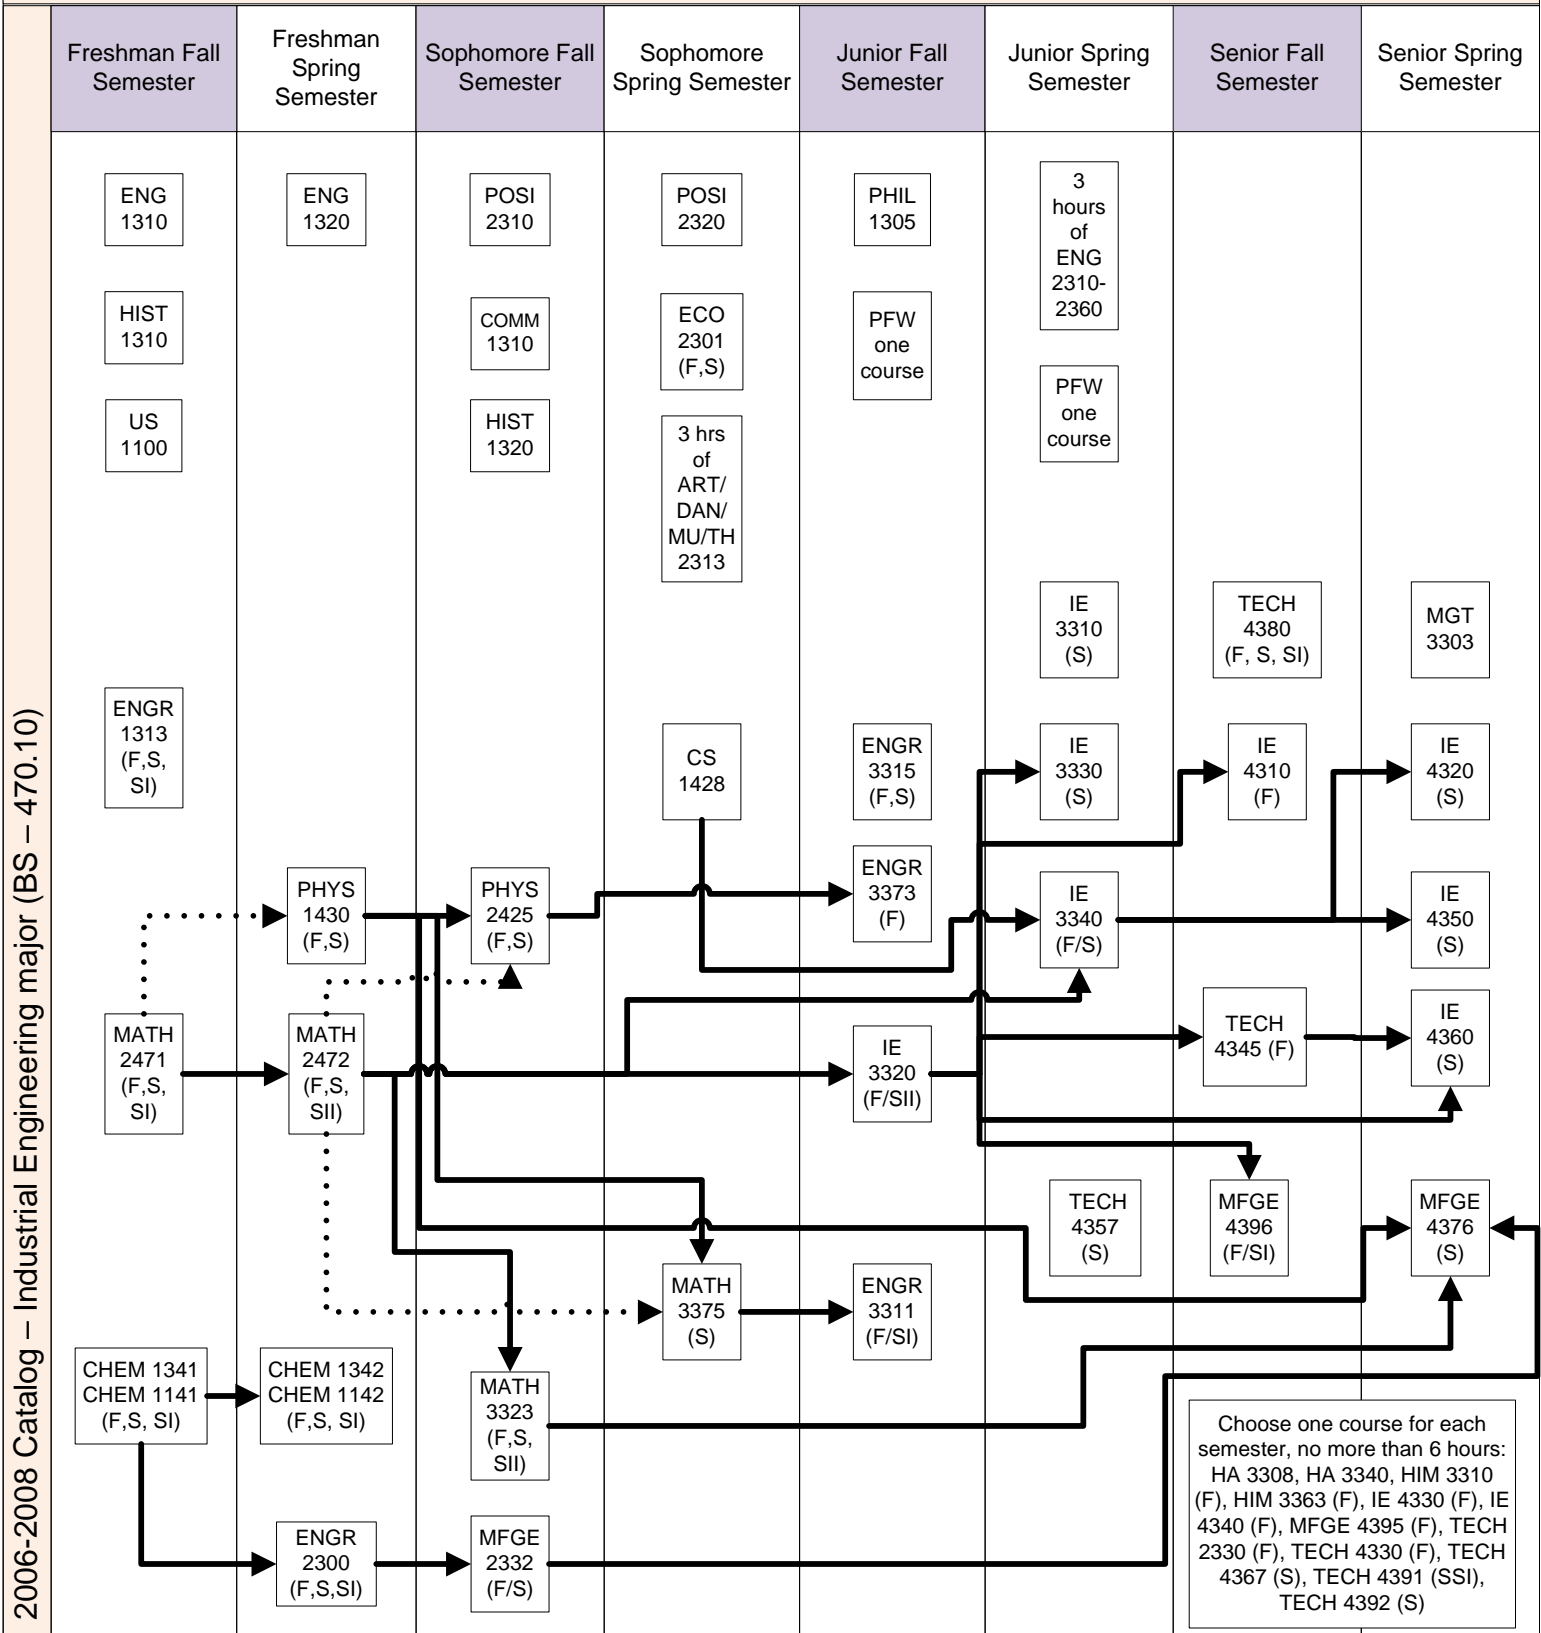 2006-2008 Catalog – Industrial Engineering major (BS – 470.10)
Freshman Fall
Semester
Freshman
Spring
Semester
Sophomore Fall
Semester
Sophomore
Spring Semester
Junior Fall
Semester
Junior Spring
Semester
Senior Fall
Semester
Senior Spring
Semester
ENG
1310
HIST
1310
US
1100
ENGR
1313
(F,S,
SI)
MATH
2471
(F,S,
SI)
CHEM 1341
CHEM 1141
(F,S, SI)
ENG
1320
PHYS
1430
(F,S)
MATH
2472
(F,S,
SII)
CHEM 1342
CHEM 1142
(F,S, SI)
ENGR
2300
(F,S,SI)
POSI
2310
COMM
1310
HIST
1320
PHYS
2425
(F,S)
MATH
3323
(F,S,
SII)
MFGE
2332
(F/S)
POSI
2320
ECO
2301
(F,S)
3 hrs
of
ART/
DAN/
MU/TH
2313
CS
1428
MATH
3375
(S)
PHIL
1305
PFW
one
course
ENGR
3315
(F,S)
ENGR
3373
(F)
IE
3320
(F/SII)
ENGR
3311
(F/SI)
3
hours
of
ENG
2310-
2360
PFW
one
course
IE
3310
(S)
IE
3330
(S)
IE
3340
(F/S)
TECH
4357
(S)
TECH
4380
(F, S, SI)
IE
4310
(F)
TECH
4345 (F)
MFGE
4396
(F/SI)
MGT
3303
IE
4320
(S)
IE
4350
(S)
IE
4360
(S)
MFGE
4376
(S)
Choose one course for each
semester, no more than 6 hours:
HA 3308, HA 3340, HIM 3310
(F), HIM 3363 (F), IE 4330 (F), IE
4340 (F), MFGE 4395 (F), TECH
2330 (F), TECH 4330 (F), TECH
4367 (S), TECH 4391 (SSI),
TECH 4392 (S)